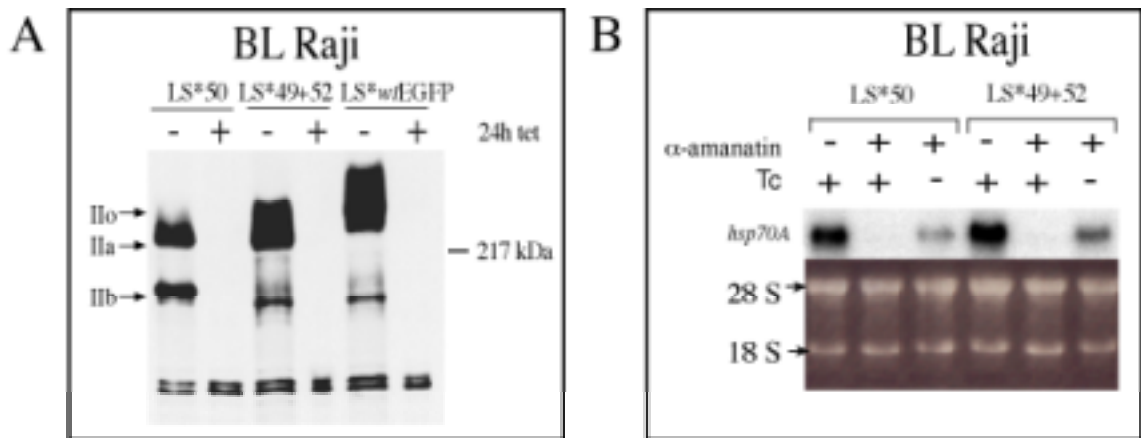 A
BL Raji
LS*50 LS*49+52 LS*wtEGFP
- + - + - + 24h tet
IIo
IIa
217 kDa
IIb
B
BL Raji
LS*50 LS*49+52
α-amanatin - + + - + +
Tc + + - + + -
hsp70A
28 S
18 S